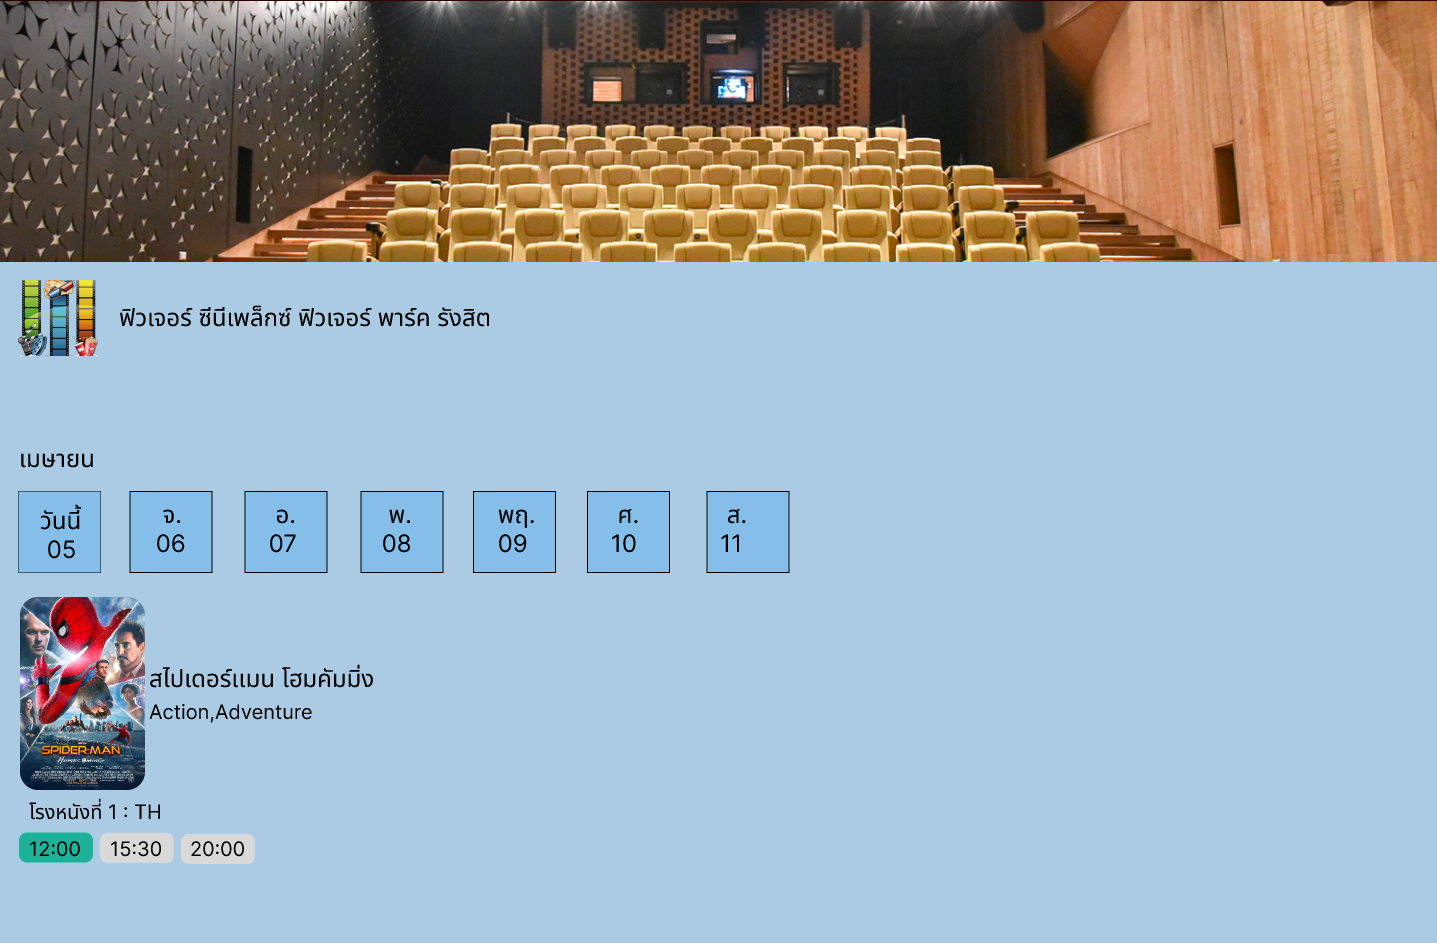 ฟิวเจอร์ ซีนีเพล็กซ์ ฟิวเจอร์ พาร์ค รังสิต
เมษายน
วันนี้
05
จ.
06
อ.
07
พ.
08
พฤ.
09
ศ.
10
ส.
11
SPIDER-MAN
HOMECOMING
สไปเดอร์แมน โฮมคัมมิ่ง
Action,Adventure
โรงหนังที่ 1 : TH
12:00 15:30 20:00